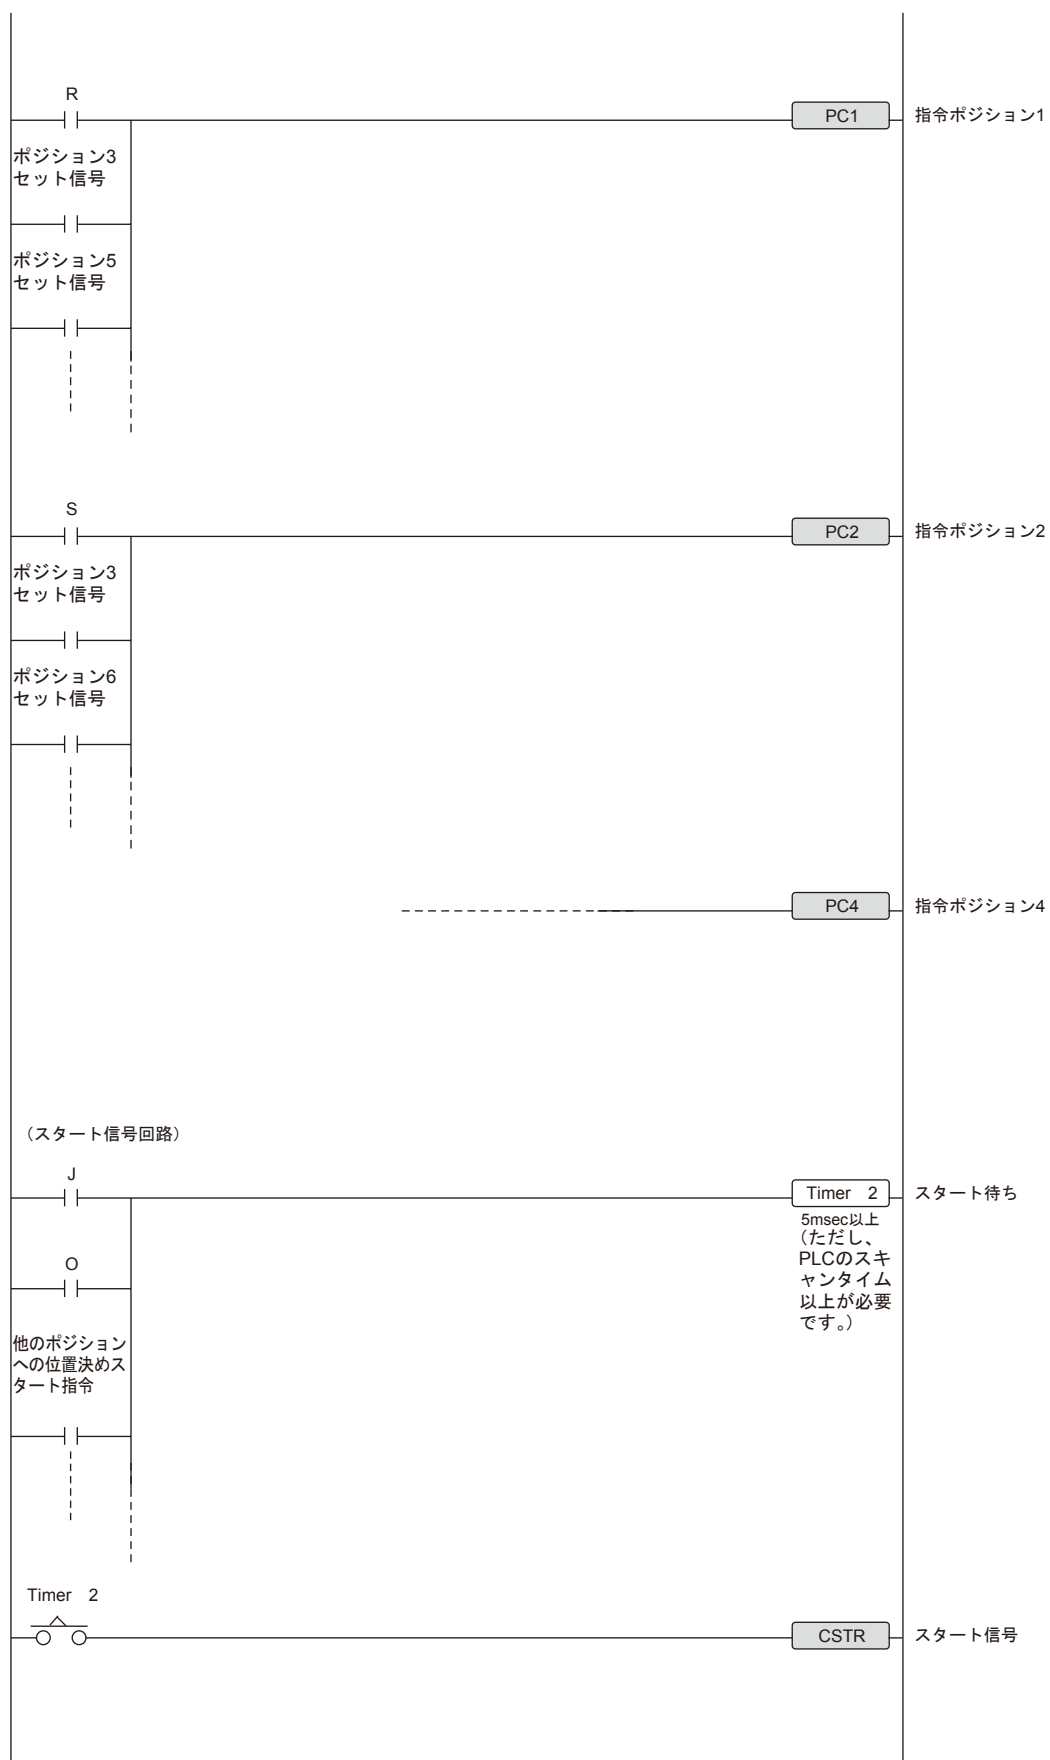 R
PC1 指令ポジション1
ポジション3
セット信号
ポジション5
セット信号
S
PC2 指令ポジション2
ポジション3
セット信号
ポジション6
セット信号
PC4 指令ポジション4
（スタート信号回路）
J
Timer 2 スタート待ち
5msec以上
（ただし、
PLCのスキ
ャンタイム
以上が必要
です。）
O
他のポジション
への位置決めス
タート指令
Timer 2
CSTR スタート信号